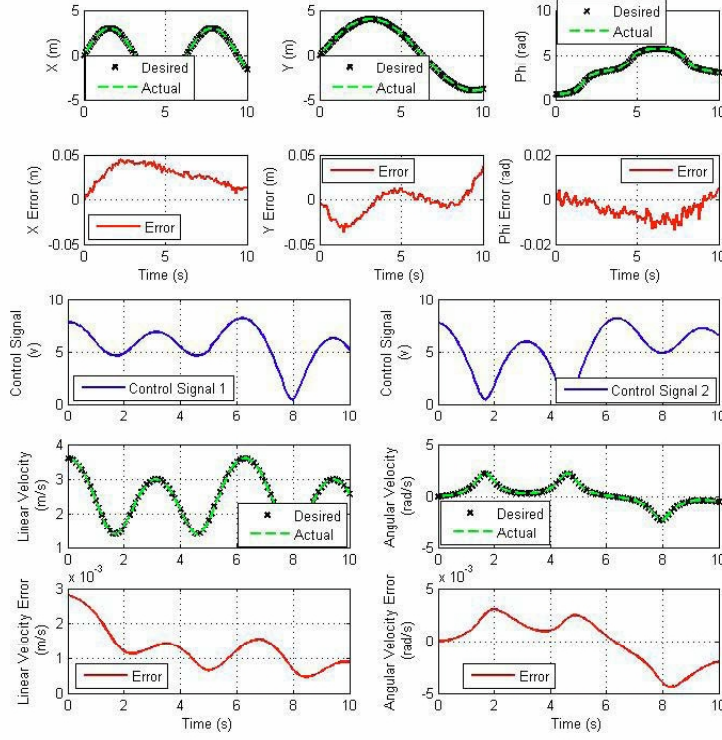 5
0
-5
0
5
10
X (m)
Desired
Actual
5
0
-5
0
5
10
Y (m)
Desired
Actual
10
5
0
0
5
10
Phi (rad)
Desired
Actual
0.05
0
-0.05
0
5
10
X Error (m)
Time (s)
Error
0.05
0
-0.05
0
5
10
Y Error (m)
Time (s)
Error
0.02
0
-0.02
0
5
10
Phi Error (rad)
Time (s)
Error
10
5
0
0
2
4
6
8
10
Control Signal
(v)
Control Signal 1
10
5
0
0
2
4
6
8
10
Control Signal
(v)
Control Signal 2
4
3
2
1
0
2
4
6
8
10
Linear Velocity
(m/s)
Desired
Actual
5
0
-5
0
2
4
6
8
10
Angular Velocity
(rad/s)
Desired
Actual
x 10-3
3
2
1
0
0
2
4
6
8
10
Linear Velocity Error
(m/s)
Time (s)
Error
x 10-3
5
0
-5
0
2
4
6
8
10
Angular Velocity Error
(rad/s)
Time (s)
Error